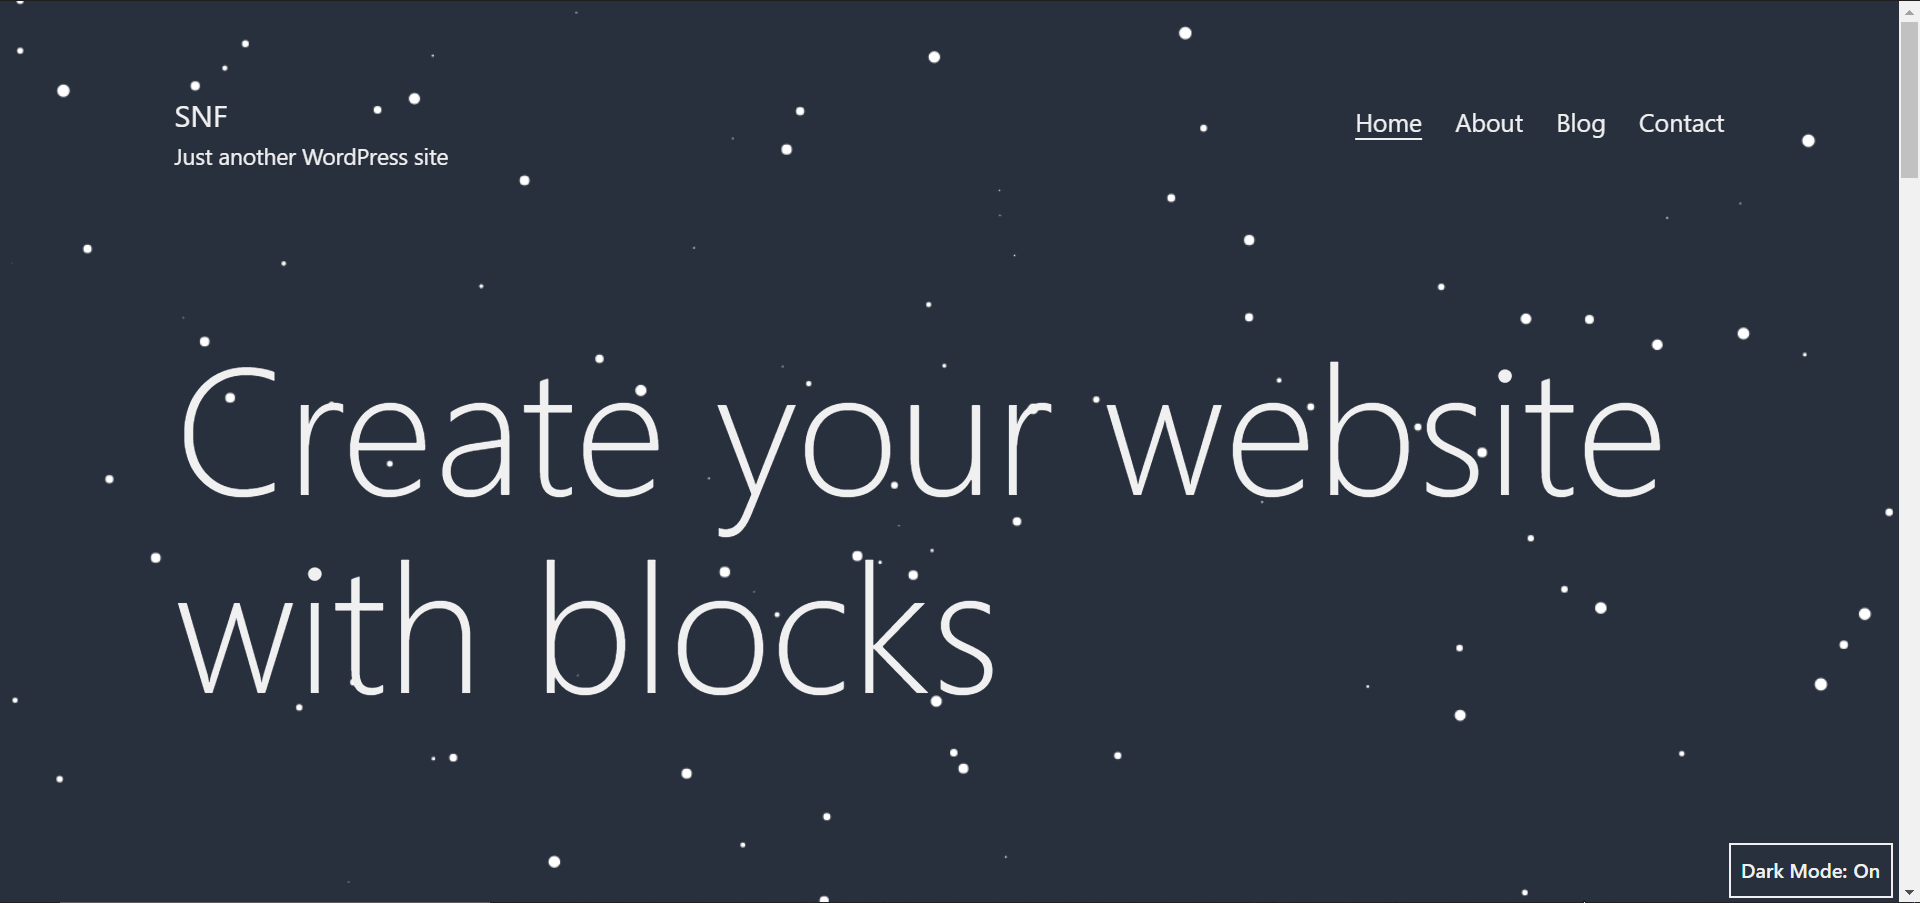 SNF
Just another WordPress site
Home About Blog Contact
Create your website
with blocks
Dark Mode: On